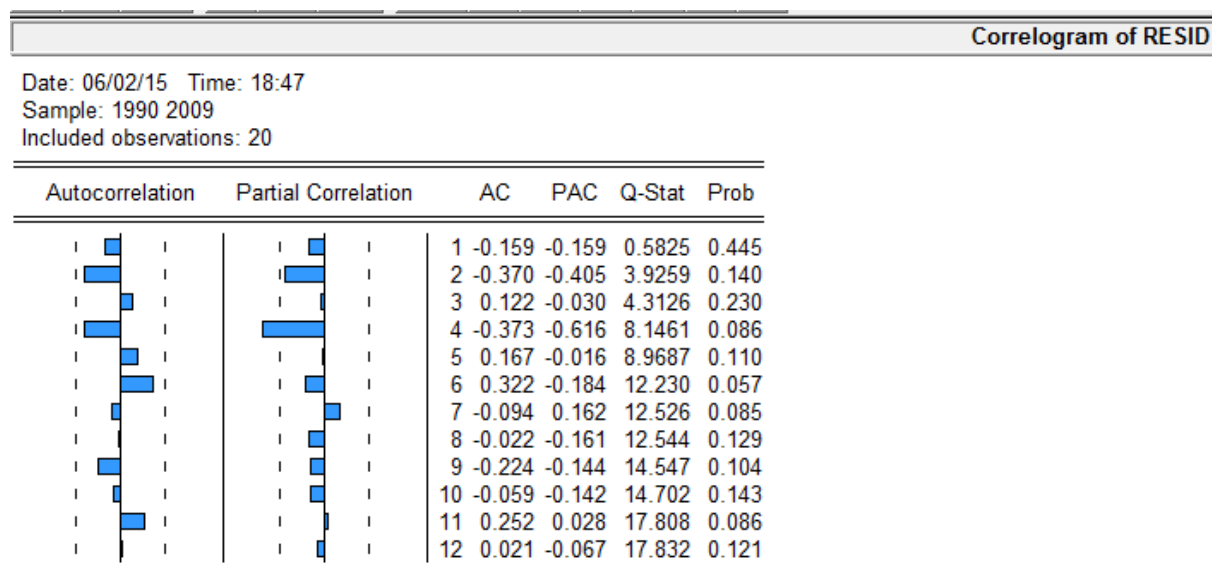 Correlogram of RESID
Date: 06/02/15 Time: 18:47
Sample: 1990 2009
Included observations: 20
Autocorrelation Partial Correlation AC PAC Q-Stat Prob
1 -0.159 -0.159 0.5825 0.445
2 -0.370 -0.405 3.9259 0.140
3 0.122 -0.030 4.3126 0.230
4 -0.373 -0.616 8.1461 0.086
5 0.167 -0.016 8.9687 0.110
6 0.322 -0.184 12.230 0.057
7 -0.094 0.162 12.526 0.085
8 -0.022 -0.161 12.544 0.129
9 -0.224 -0.144 14.547 0.104
10 -0.059 -0.142 14.702 0.143
11 0.252 0.028 17.808 0.086
12 0.021 -0.067 17.832 0.121